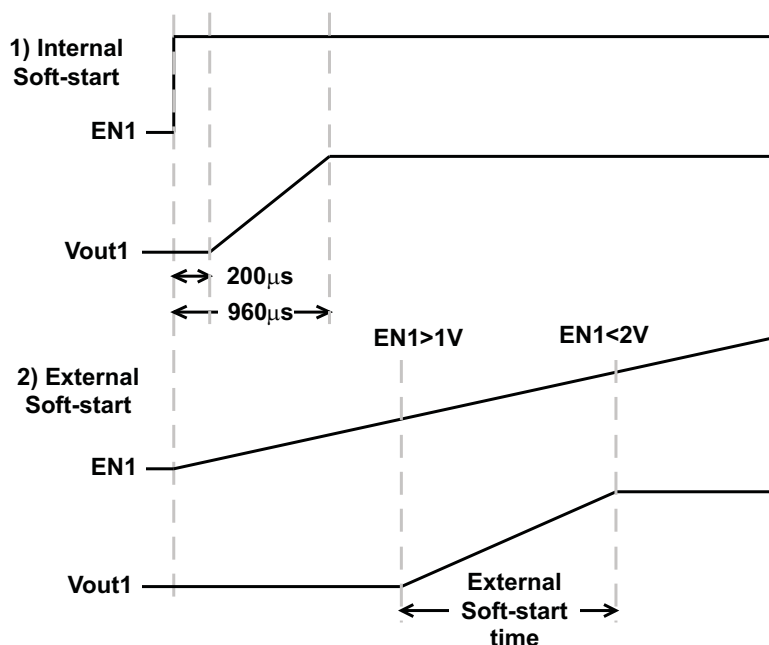 1) Internal
Soft-start
EN1
Vout1
200μs
960μs
EN1>1V
EN1<2V
2) External
Soft-start
EN1
Vout1
External
Soft-start
time